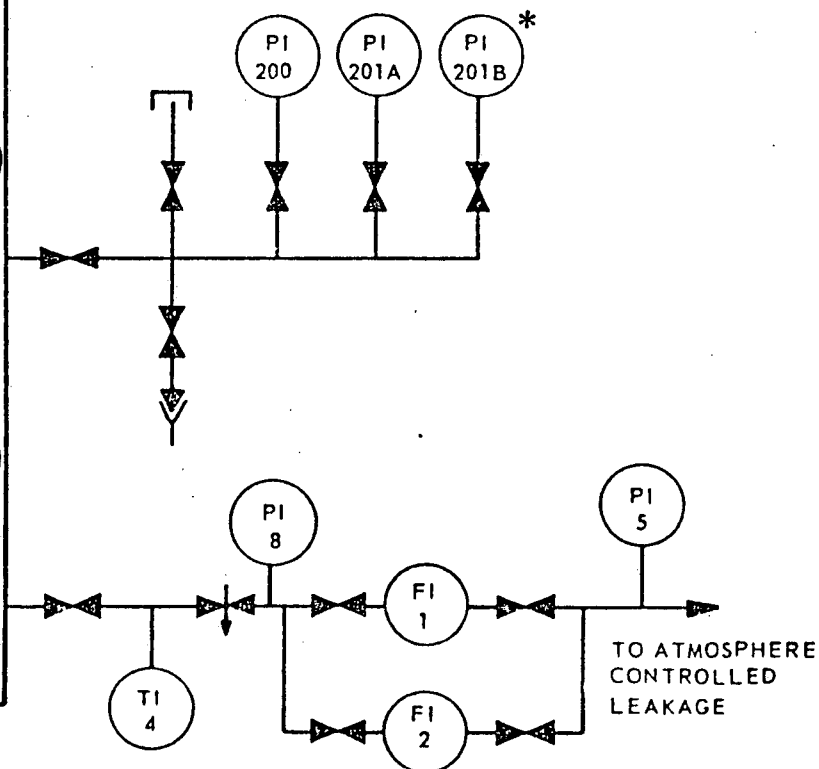 PI
200
PI
201A
PI
201B
*
PI
8
PI
5
FI
1
TO ATMOSPHERE
CONTROLLED
LEAKAGE
TI
4
FI
2